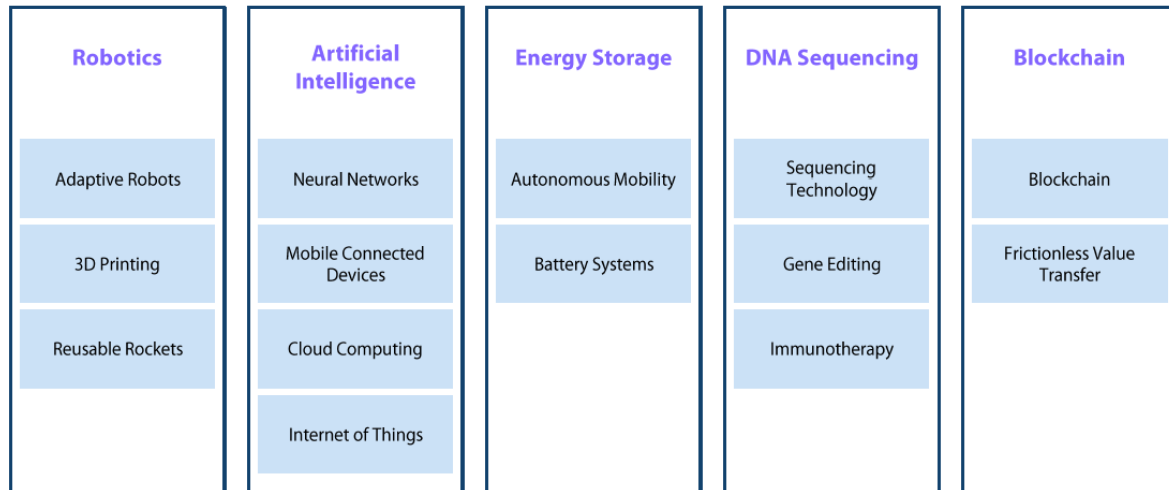 Robotics
Adaptive Robots
3D Printing
Reusable Rockets
Artificial
Intelligence
Neural Networks
Mobile Connected
Devices
Cloud Computing
Internet of Things
Energy Storage
Autonomous Mobility
Battery Systems
DNA Sequencing
Sequencing
Technology
Gene Editing
Immunotherapy
Blockchain
Blockchain
Frictionless Value
Transfer